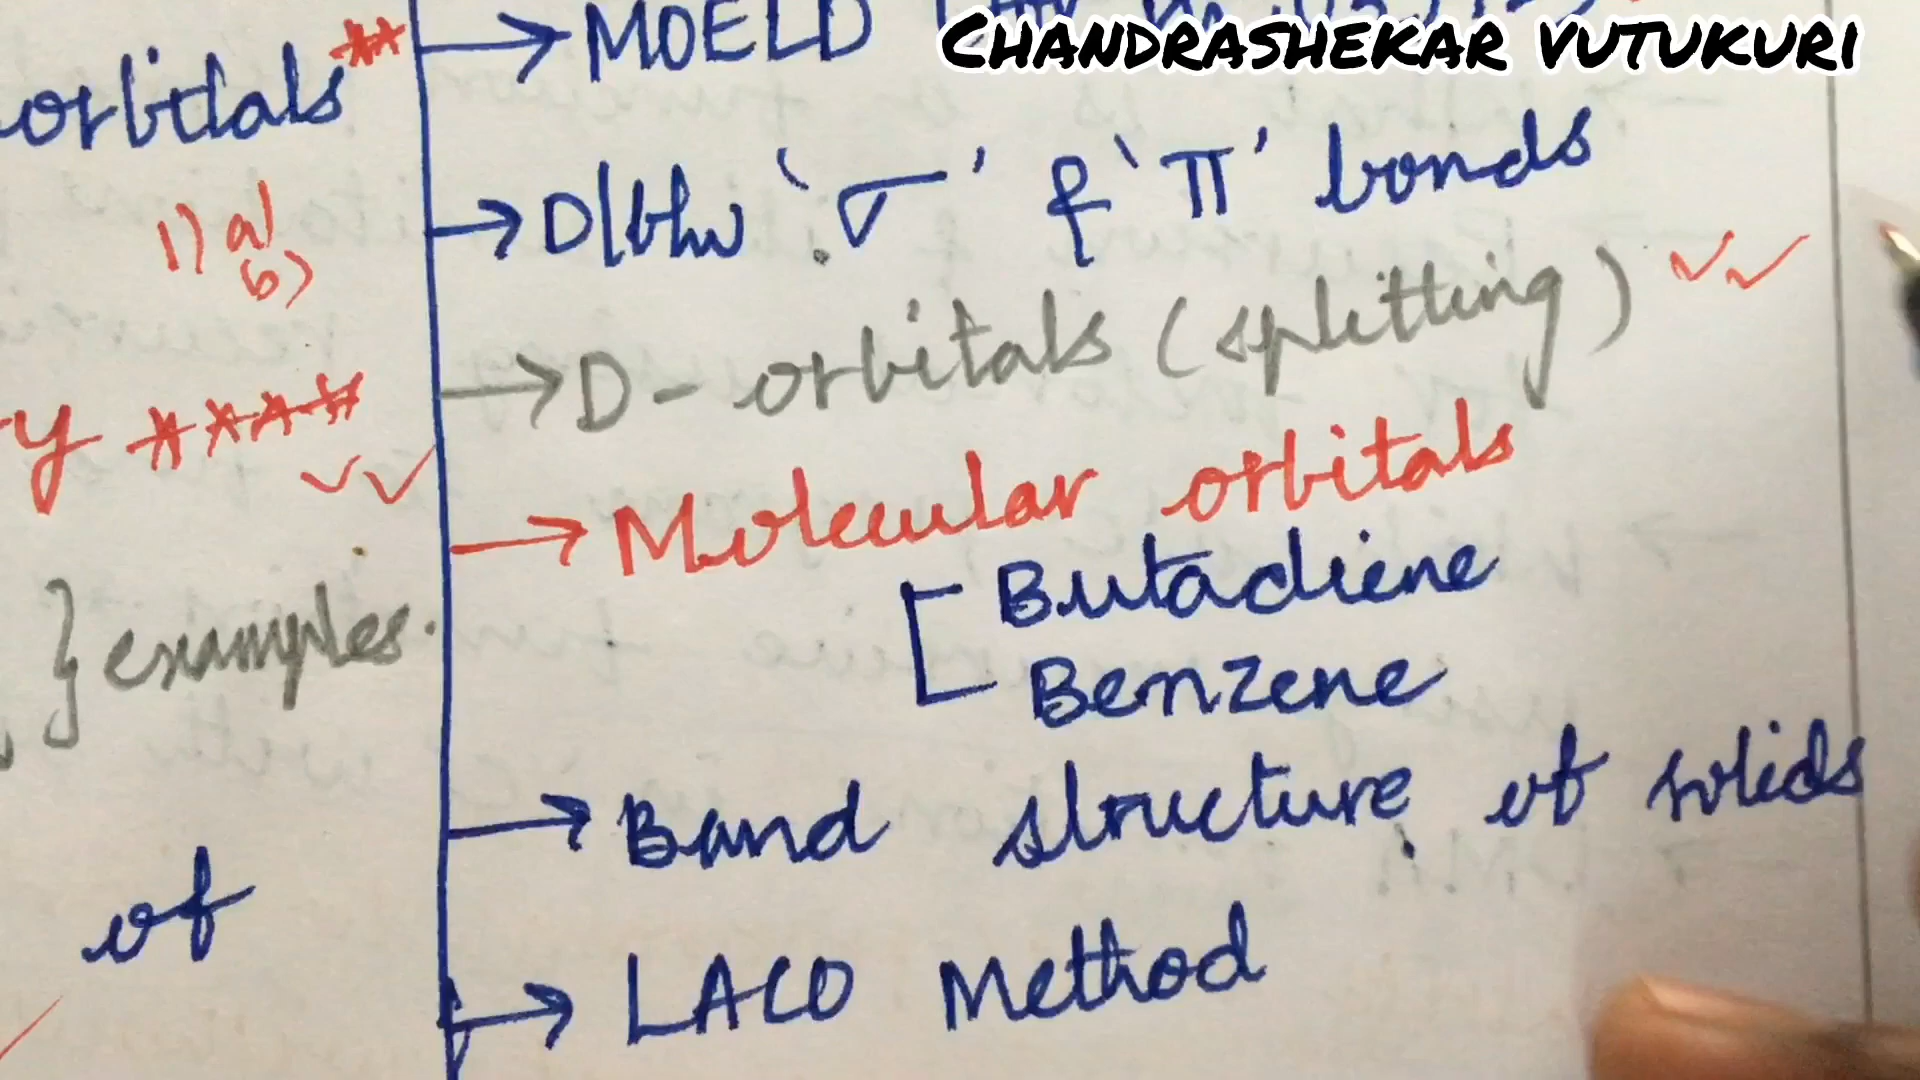 CHANDRASHEKAR VUTUKURI
orbitals **
1) a)
b)
y ****
} examples.
of
→ MOELD
→ D/btw 'σ' & 'π' bonds
→ D - orbitals (splitting)
→ Molecular orbitals
[ Butadiene
Benzene
→ Band structure of solids
→ LACO Method